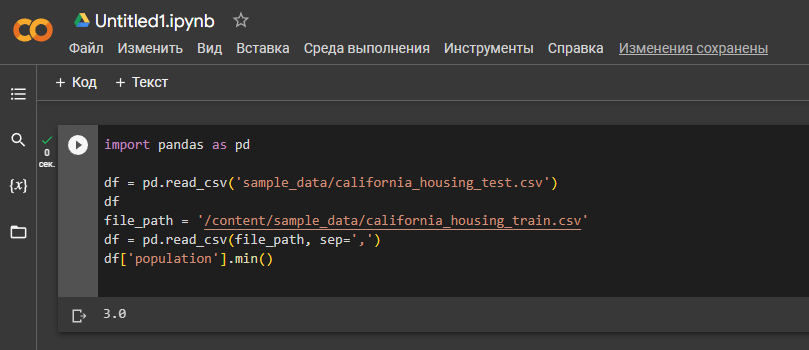 Untitled1.ipynb
Файл Изменить Вид Вставка Среда выполнения Инструменты Справка Изменения сохранены
+ Код + Текст
0
сек.
{x}
import pandas as pd
df = pd.read_csv('sample_data/california_housing_test.csv')
df
file_path = '/content/sample_data/california_housing_train.csv'
df = pd.read_csv(file_path, sep=',')
df['population'].min()
3.0